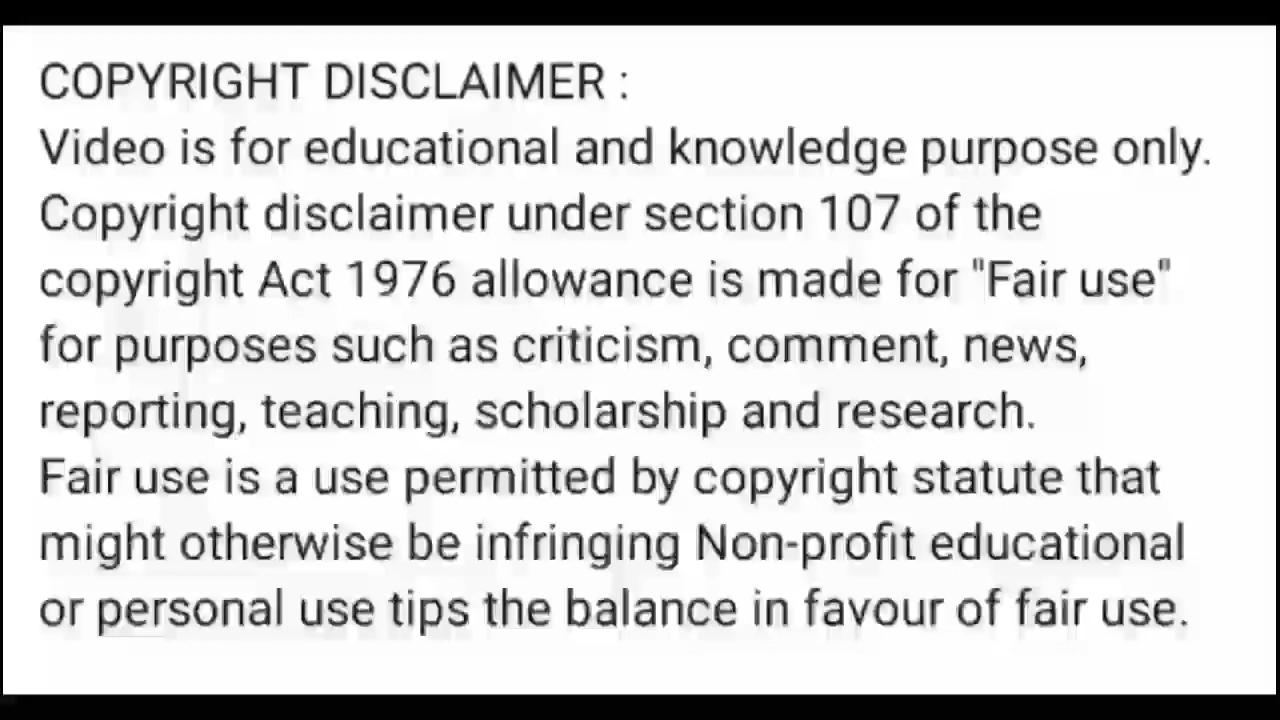 COPYRIGHT DISCLAIMER :
Video is for educational and knowledge purpose only.
Copyright disclaimer under section 107 of the
copyright Act 1976 allowance is made for "Fair use"
for purposes such as criticism, comment, news,
reporting, teaching, scholarship and research.
Fair use is a use permitted by copyright statute that
might otherwise be infringing Non-profit educational
or personal use tips the balance in favour of fair use.